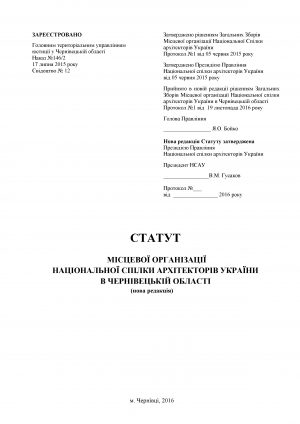 ЗАРЕЄСТРОВАНО
Головним територіальним управлінням
юстиції у Чернівецькій області
Наказ №146/2
17 липня 2015 року
Свідоцтво № 12
Затверджено рішенням Загальних Зборів
Місцевої організації Національної Спілки
архітекторів України
Протокол №1 від 05 червня 2015 року
Затверджено Президією Правління
Національної спілки архітекторів України
від 05 червня 2015 року
Прийнято в новій редакції рішенням Загальних
Зборів Місцевої організації Національної спілки
архітекторів України в Чернівецькій області
Протокол №1 від 19 листопада 2016 року
Голова Правління
____________________Я.О. Бойко
Нова редакція Статуту затверджена
Президією Правління
Національної спілки архітекторів України
Президент НСАУ
___________________В.М. Гусаков
Протокол №___
від ___________________ 2016 року
СТАТУТ
МІСЦЕВОЇ ОРГАНІЗАЦІЇ
НАЦІОНАЛЬНОЇ СПІЛКИ АРХІТЕКТОРІВ УКРАЇНИ
В ЧЕРНІВЕЦЬКІЙ ОБЛАСТІ
(нова редакція)
м. Чернівці, 2016